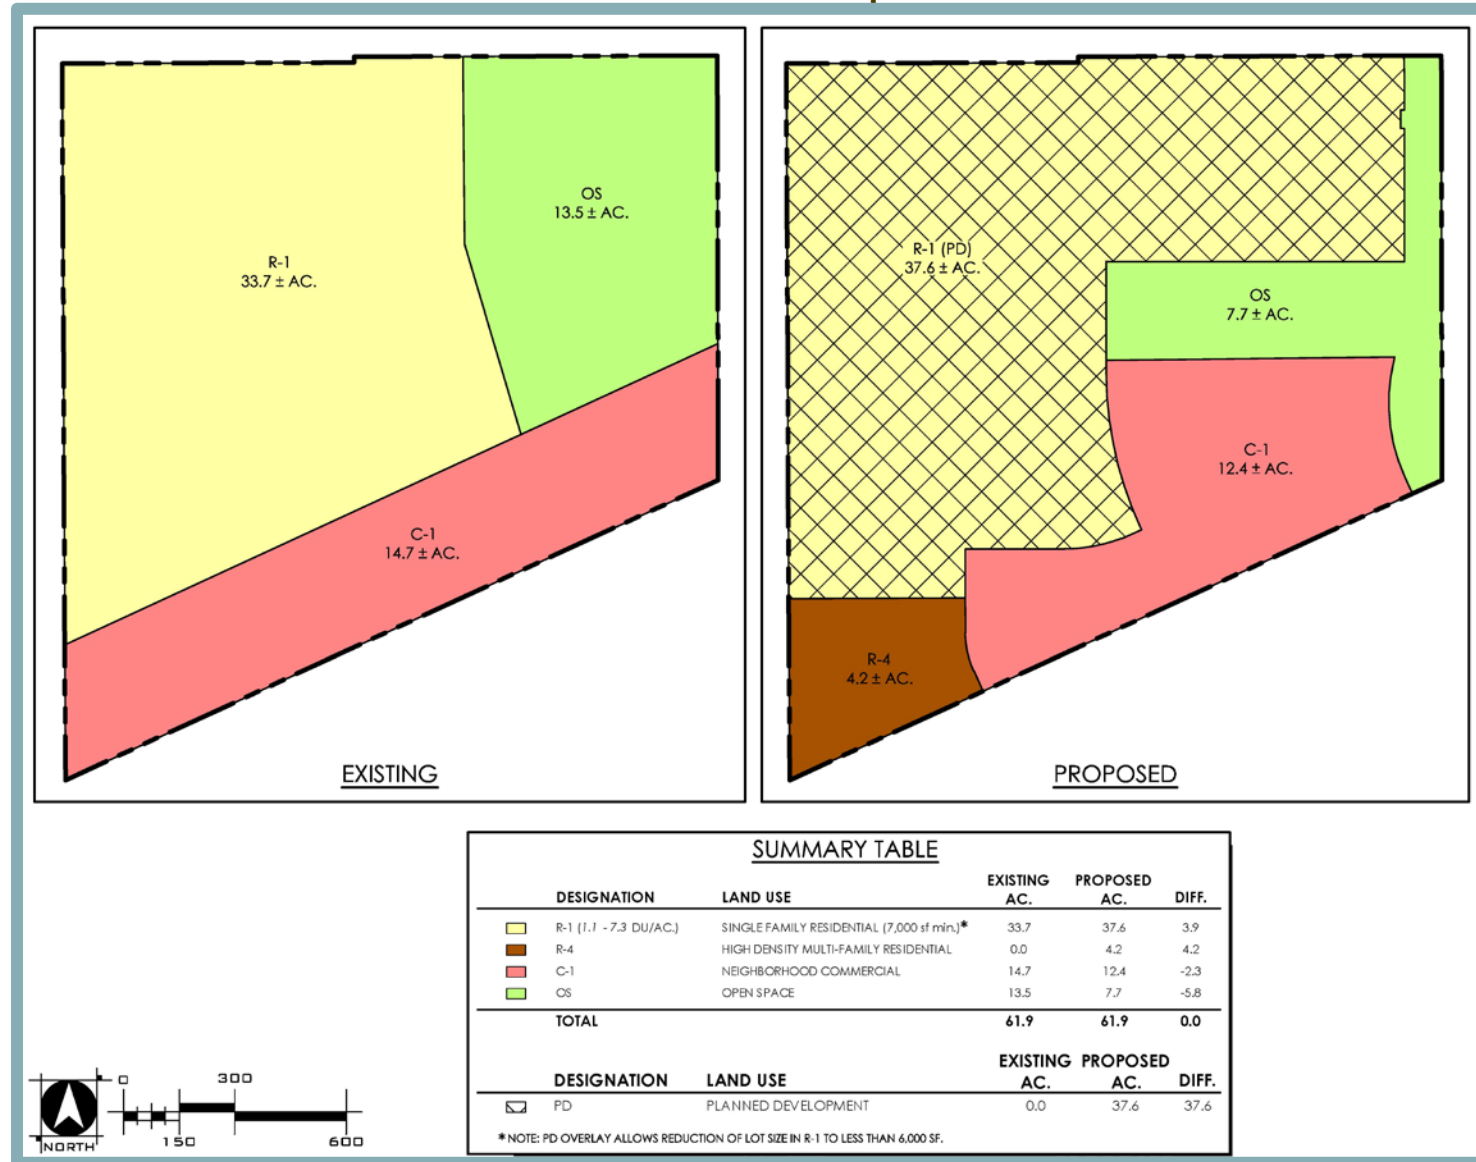 R-1
33.7 ± AC.
OS
13.5 ± AC.
C-1
14.7 ± AC.
EXISTING
R-1 (PD)
37.6 ± AC.
OS
7.7 ± AC.
C-1
12.4 ± AC.
R-4
4.2 ± AC.
PROPOSED
SUMMARY TABLE
DESIGNATION LAND USE EXISTING AC. PROPOSED AC. DIFF.
R-1 (1.1 - 7.3 DU/AC.) SINGLE FAMILY RESIDENTIAL (7,000 sf min.)* 33.7 37.6 3.9
R-4 HIGH DENSITY MULTI-FAMILY RESIDENTIAL 0.0 4.2 4.2
C-1 NEIGHBORHOOD COMMERCIAL 14.7 12.4 -2.3
OS OPEN SPACE 13.5 7.7 -5.8
TOTAL 61.9 61.9 0.0
DESIGNATION LAND USE EXISTING AC. PROPOSED AC. DIFF.
PD PLANNED DEVELOPMENT 0.0 37.6 37.6
*NOTE: PD OVERLAY ALLOWS REDUCTION OF LOT SIZE IN R-1 TO LESS THAN 6,000 SF.
NORTH
0 300
150 600